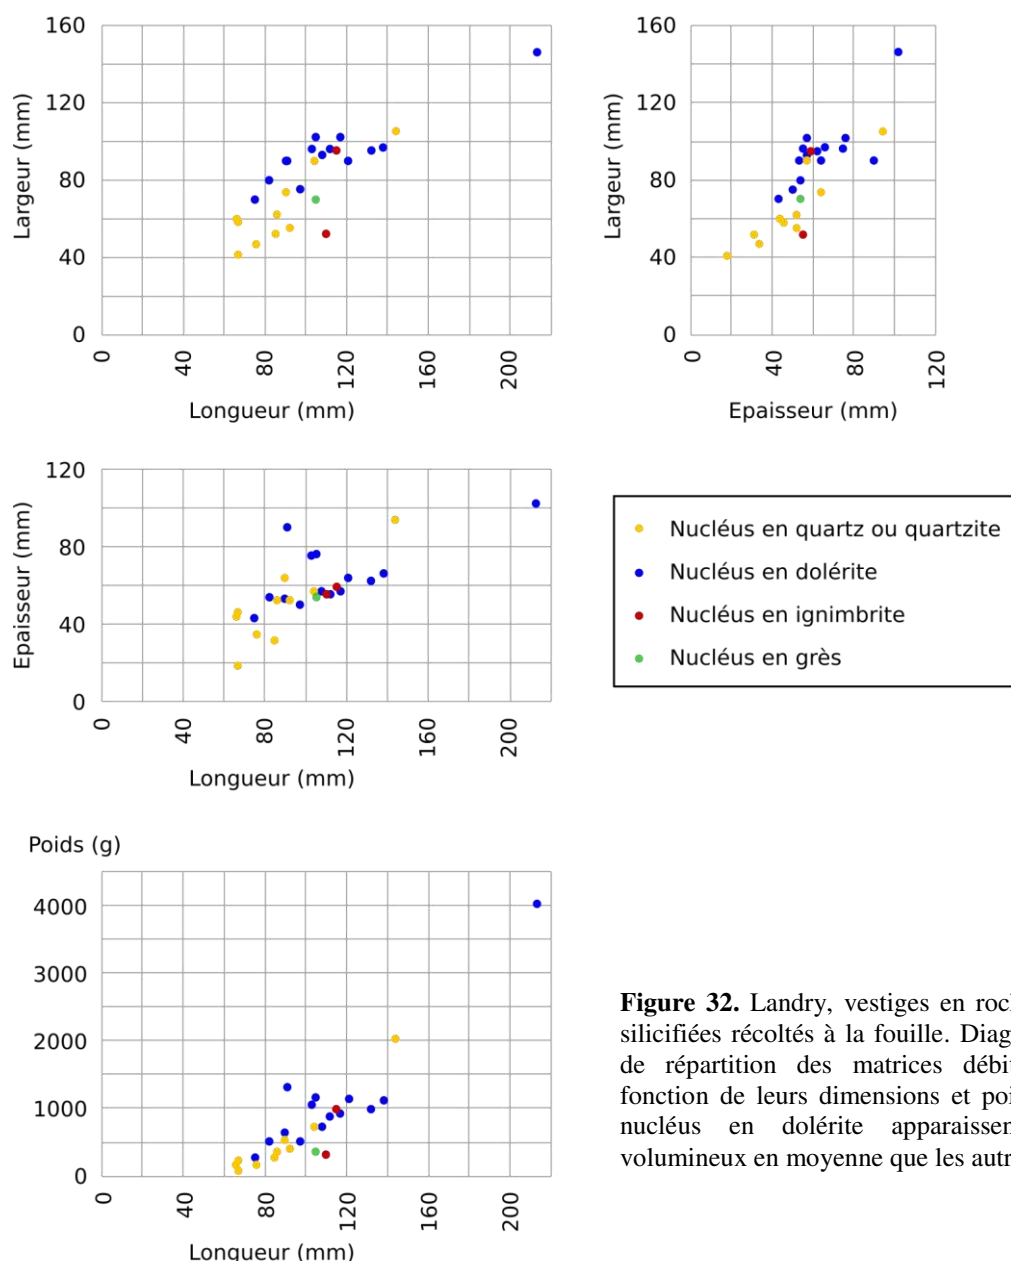 160
120
80
40
0
Largeur (mm)
0
40
80
120
160
200
Longueur (mm)
160
120
80
40
0
Largeur (mm)
0
40
80
120
Epaisseur (mm)
120
80
40
0
Epaisseur (mm)
0
40
80
120
160
200
Longueur (mm)
Nucléus en quartz ou quartzite
Nucléus en dolérite
Nucléus en ignimbrite
Nucléus en grès
Poids (g)
4000
3000
2000
1000
0
0
40
80
120
160
200
Longueur (mm)
Figure 32. Landry, vestiges en roch
silicifiées récoltés à la fouille. Diag
de répartition des matrices débit
fonction de leurs dimensions et poi
nucléus en dolérite apparaissen
volumineux en moyenne que les autr